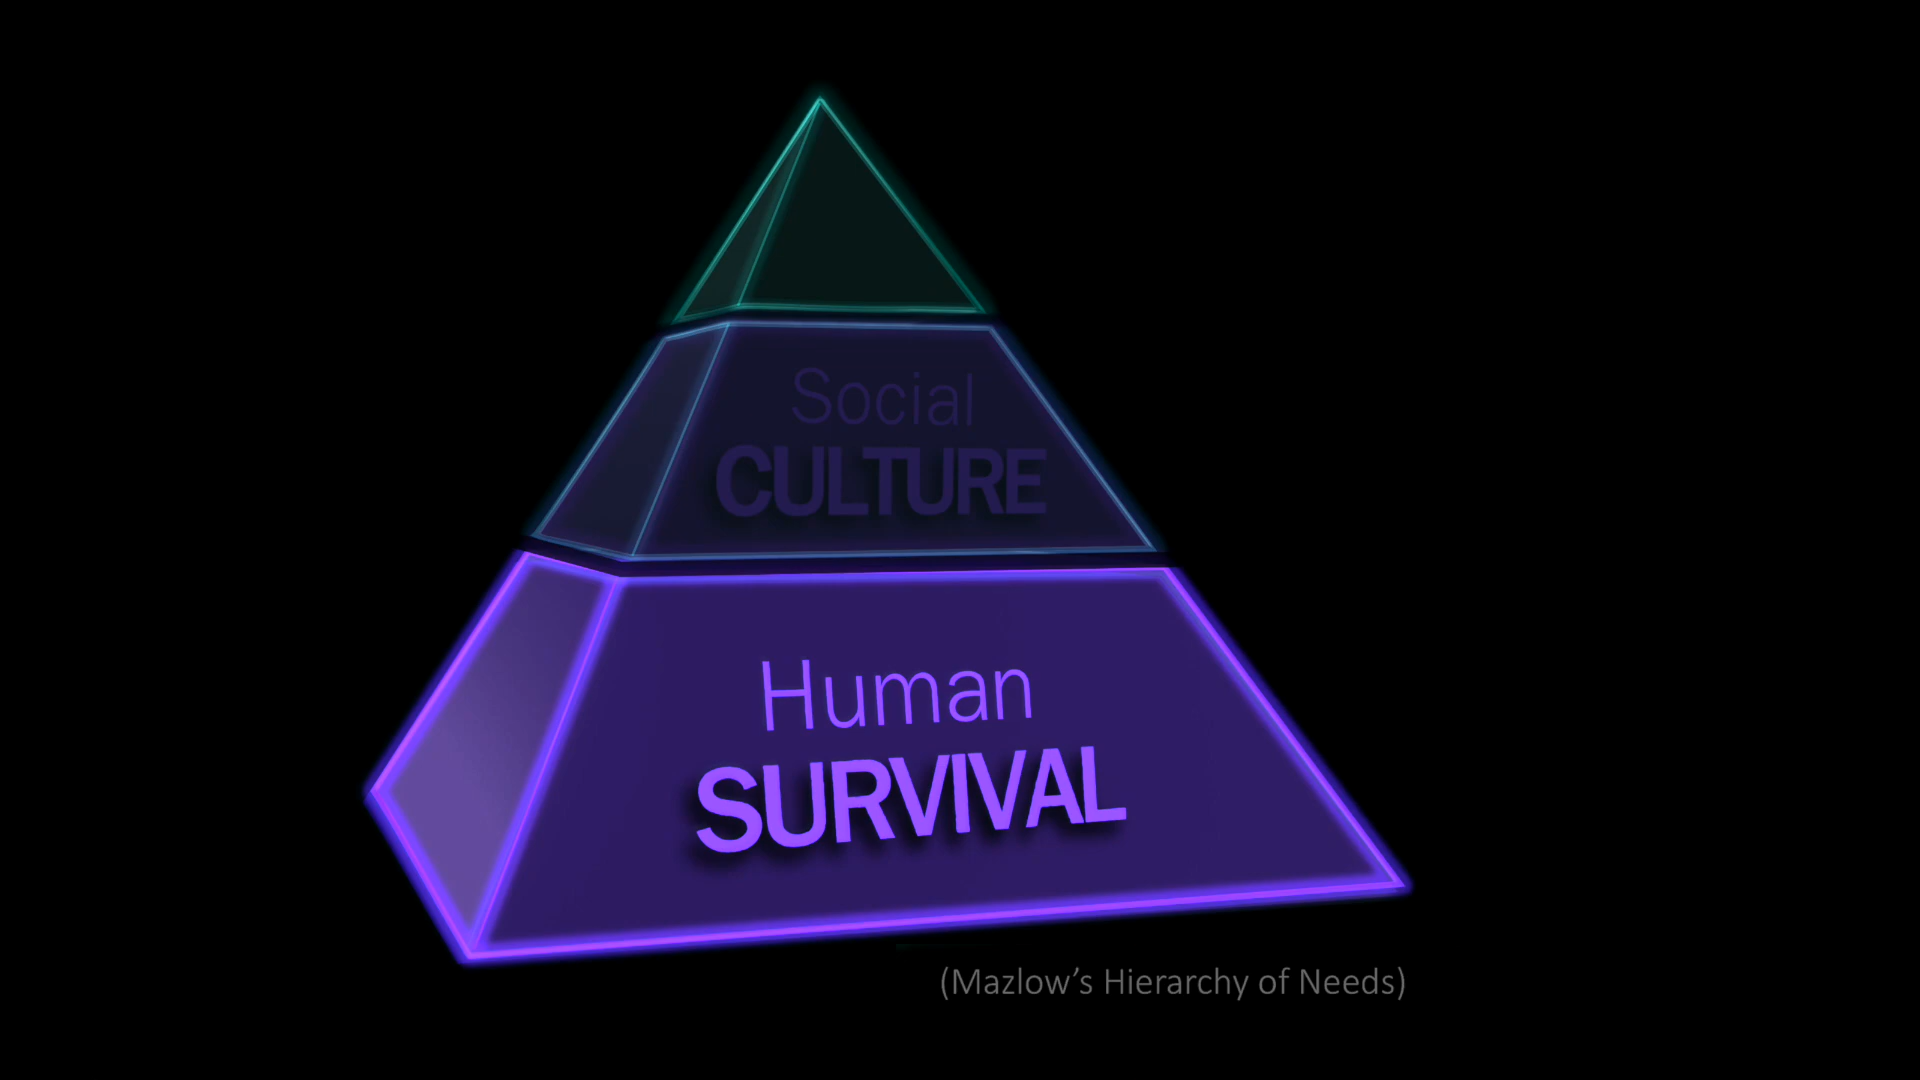 Social
CULTURE
Human
SURVIVAL
(Mazlow’s Hierarchy of Needs)